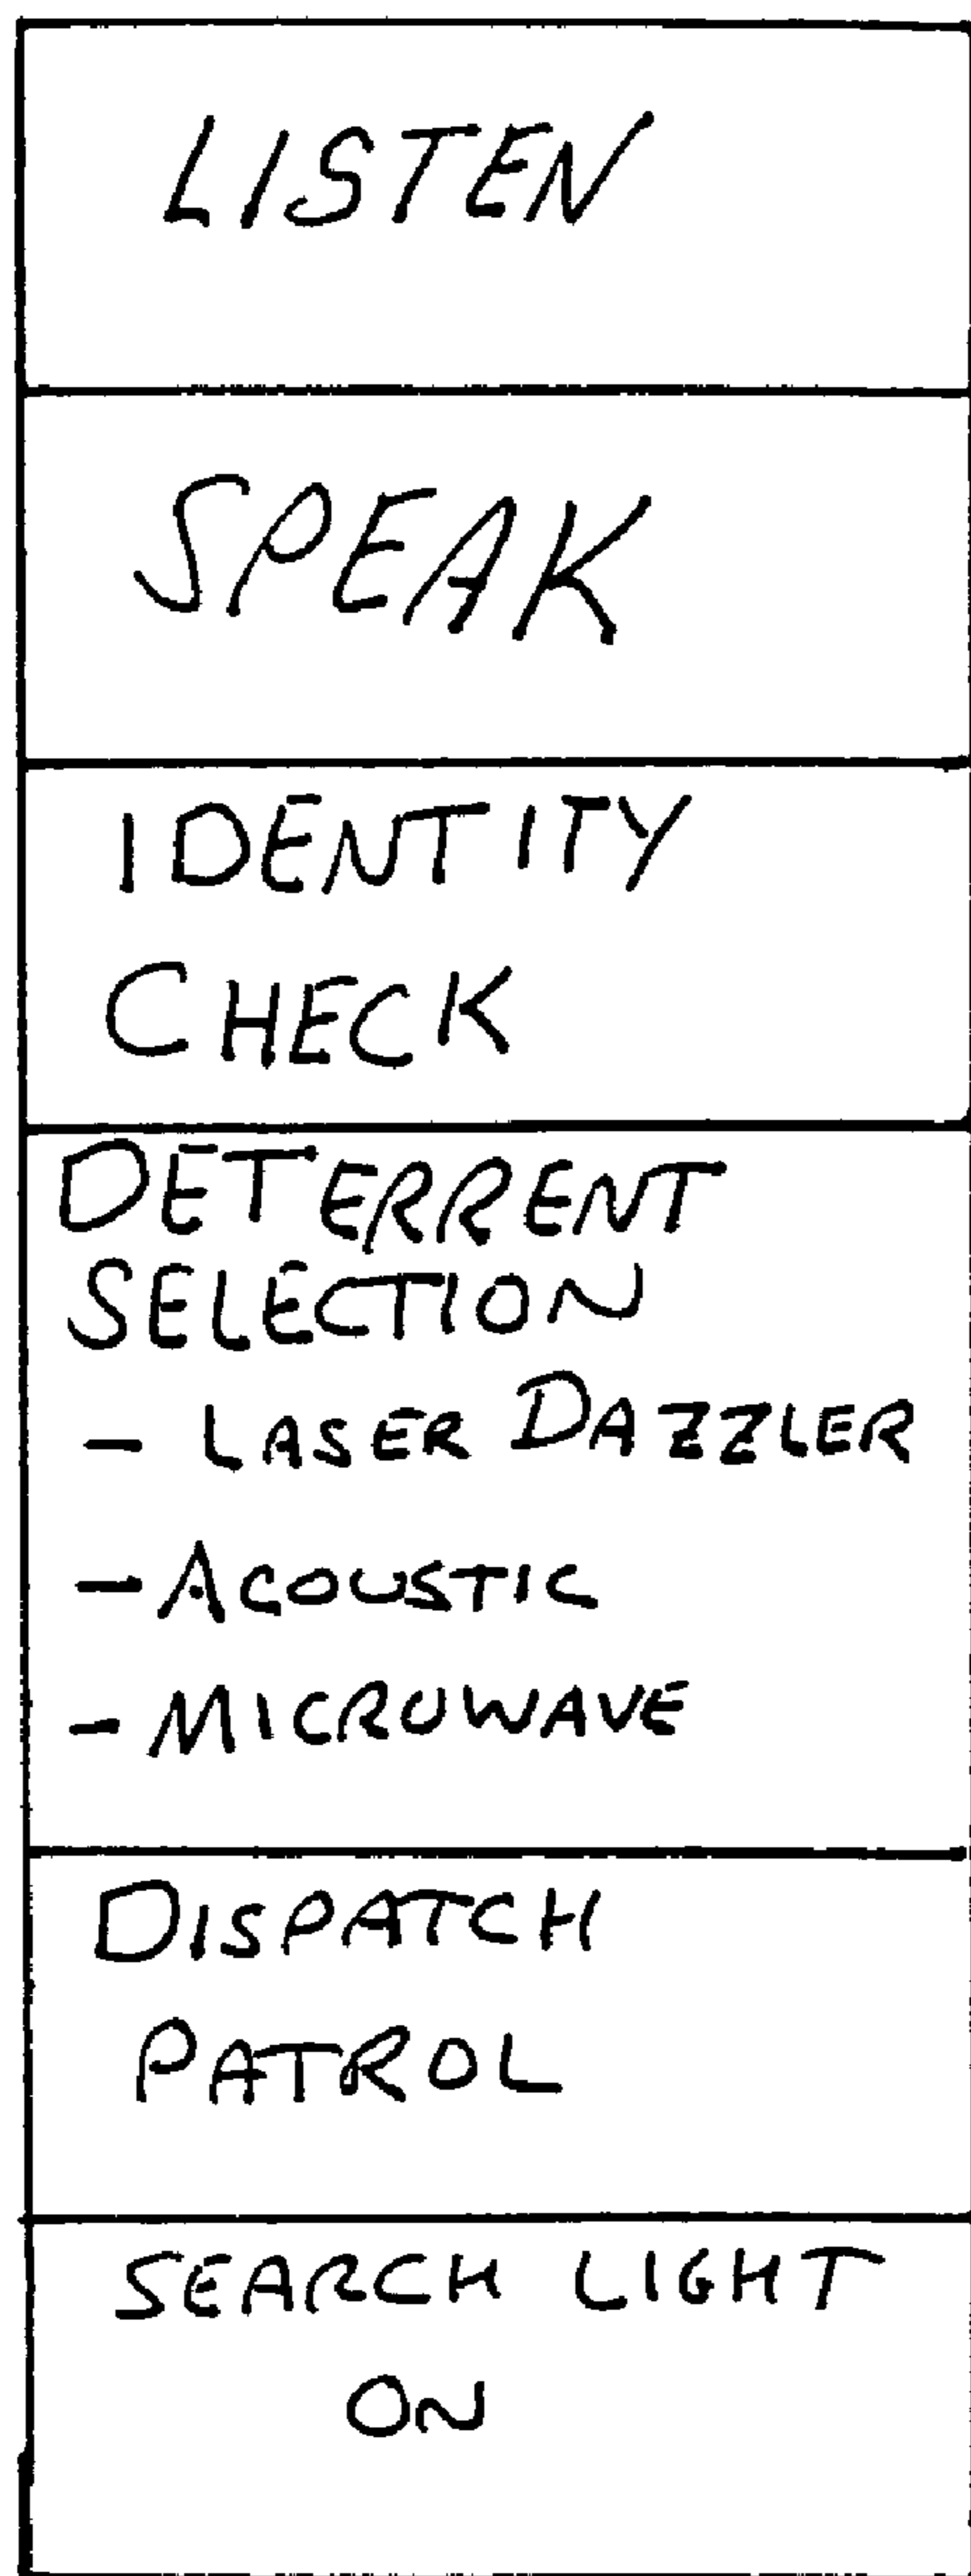 LISTEN
SPEAK
IDENTITY
CHECK
DETERRENT
SELECTION
- LASER DAZZLER
- ACOUSTIC
- MICROWAVE
DISPATCH
PATROL
SEARCH LIGHT
ON